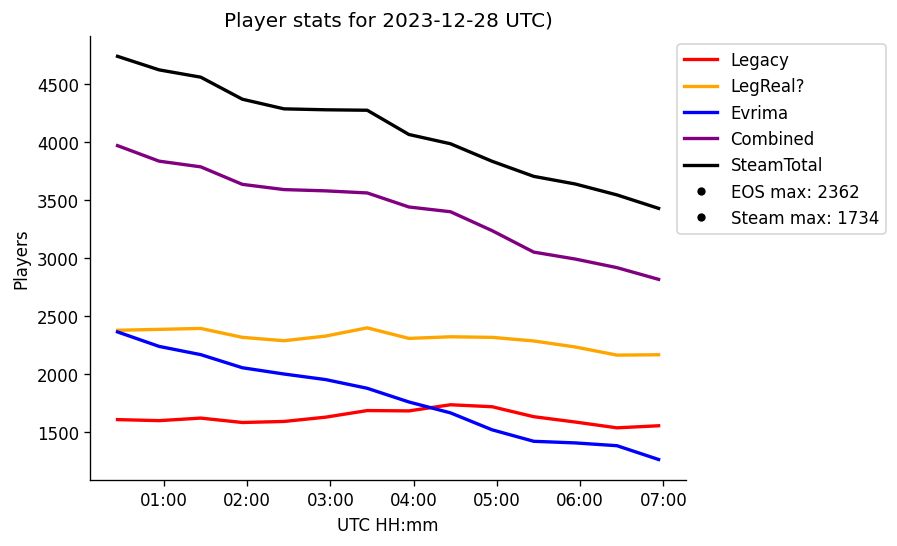 Player stats for 2023-12-28 UTC)
Players
4500
4000
3500
3000
2500
2000
1500
01:00
02:00
03:00
04:00
05:00
06:00
07:00
UTC HH:mm
Legacy
LegReal?
Evrima
Combined
SteamTotal
EOS max: 2362
Steam max: 1734